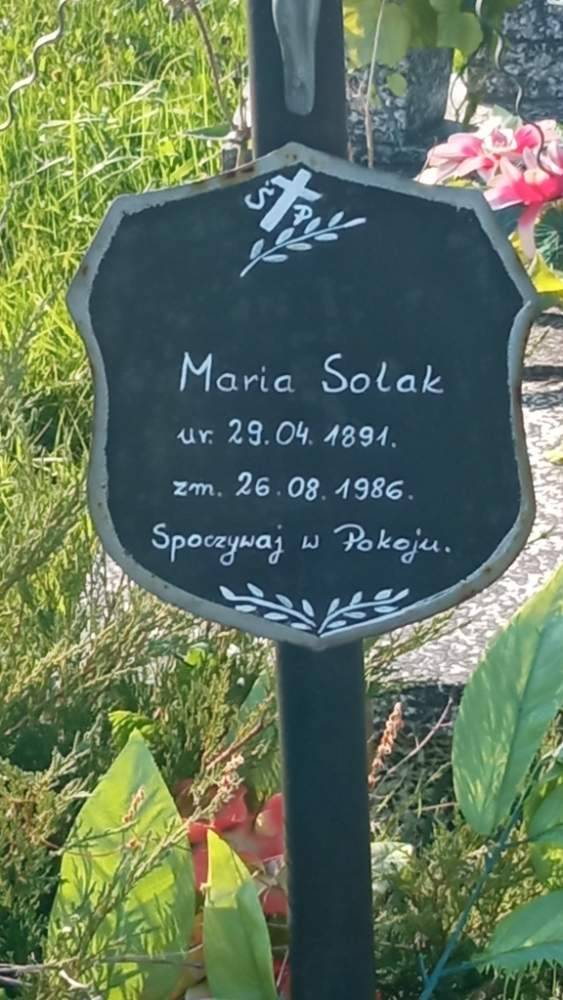 Ś P
Maria Solak
ur. 29.04.1891.
zm. 26.08.1986.
Spoczywaj w Pokoju.